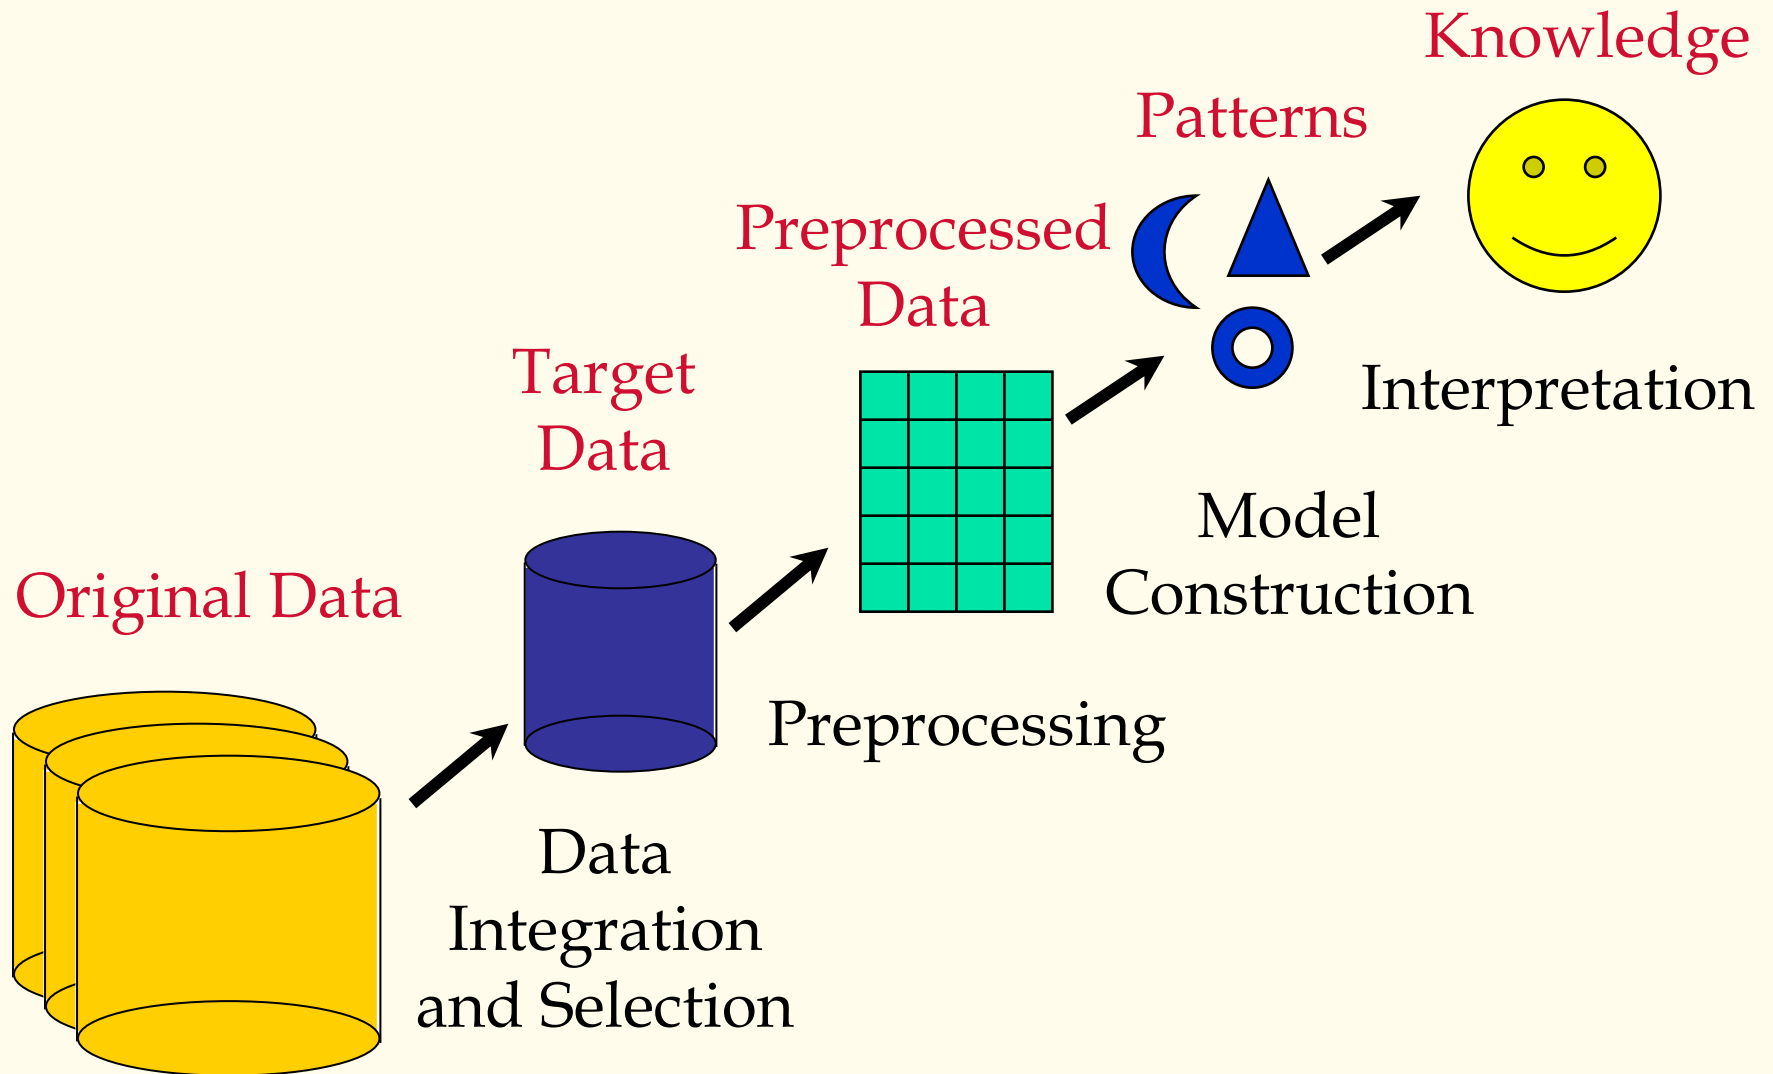 Knowledge
Patterns
Preprocessed
Data
Target
Data
Original Data
Interpretation
Model
Construction
Preprocessing
Data
Integration
and Selection